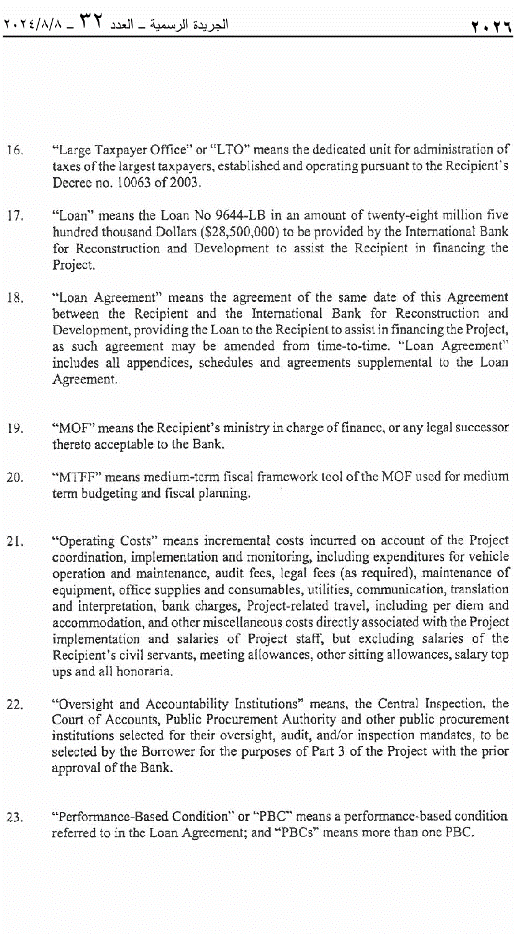 ٢٠٢٦ الجريدة الرسمية ـ العدد ٣٢ ـ ٢٠٢٤/٨/٨
16. “Large Taxpayer Office” or “LTO” means the dedicated unit for administration of
taxes of the largest taxpayers, established and operating pursuant to the Recipient’s
Decree no. 10063 of 2003.
17. “Loan” means the Loan No 9644-LB in an amount of twenty-eight million five
hundred thousand Dollars ($28,500,000) to be provided by the International Bank
for Reconstruction and Development to assist the Recipient in financing the
Project.
18. “Loan Agreement” means the agreement of the same date of this Agreement
between the Recipient and the International Bank for Reconstruction and
Development, providing the Loan to the Recipient to assist in financing the Project,
as such agreement may be amended from time-to-time. “Loan Agreement”
includes all appendices, schedules and agreements supplemental to the Loan
Agreement.
19. “MOF” means the Recipient’s ministry in charge of finance, or any legal successor
thereto acceptable to the Bank.
20. “MTFF” means medium-term fiscal framework tool of the MOF used for medium
term budgeting and fiscal planning.
21. “Operating Costs” means incremental costs incurred on account of the Project
coordination, implementation and monitoring, including expenditures for vehicle
operation and maintenance, audit fees, legal fees (as required), maintenance of
equipment, office supplies and consumables, utilities, communication, translation
and interpretation, bank charges, Project-related travel, including per diem and
accommodation, and other miscellaneous costs directly associated with the Project
implementation and salaries of Project staff, but excluding salaries of the
Recipient’s civil servants, meeting allowances, other sitting allowances, salary top
ups and all honoraria.
22. “Oversight and Accountability Institutions” means, the Central Inspection, the
Court of Accounts, Public Procurement Authority and other public procurement
institutions selected for their oversight, audit, and/or inspection mandates, to be
selected by the Borrower for the purposes of Part 3 of the Project with the prior
approval of the Bank.
23. “Performance-Based Condition” or “PBC” means a performance-based condition
referred to in the Loan Agreement; and “PBCs” means more than one PBC.